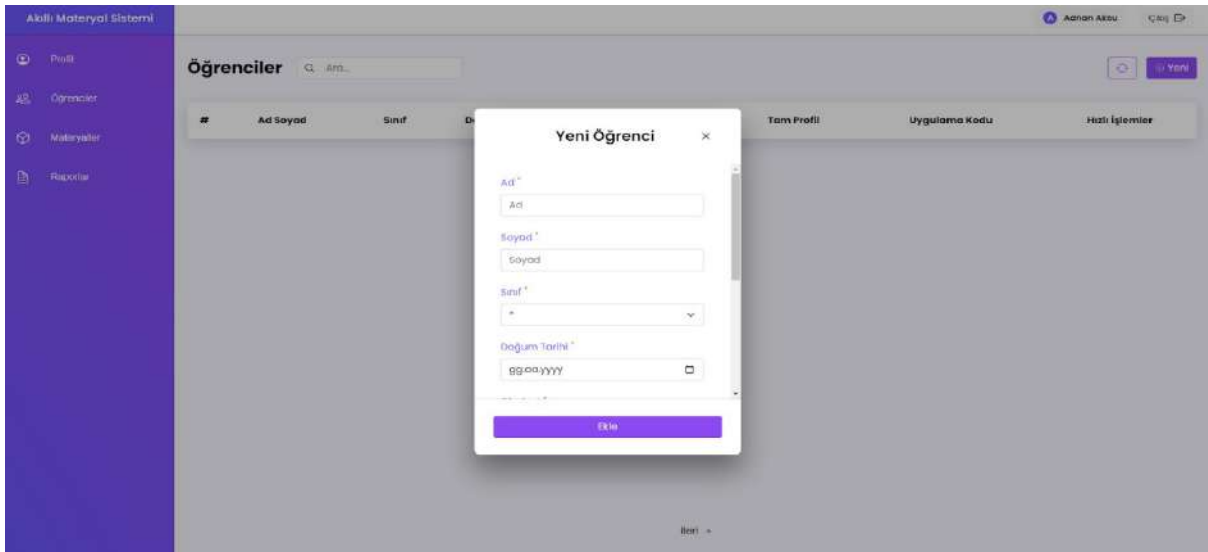 Akıllı Materyal Sistemi
A Adnan Aksu Çıkış
Profil
Öğrenciler
Materyaller
Raporlar
Öğrenciler Ara... Yeni
# Ad Soyad Sınıf Tam Profil Uygulama Kodu Hızlı İşlemler
Yeni Öğrenci ×
Ad *
Ad
Soyad *
Soyad
Sınıf *
*
Doğum Tarihi *
gg.aa.yyyy
Ekle
İleri